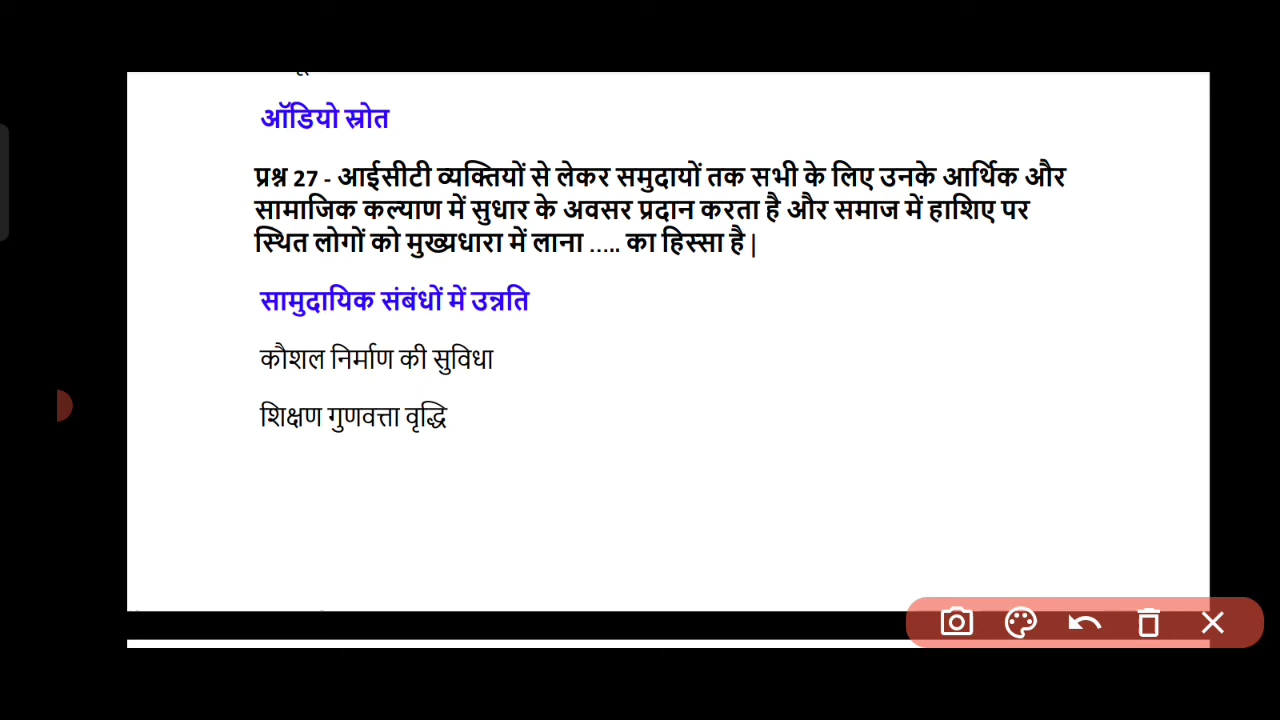 ऑडियो स्रोत
प्रश्न 27 - आईसीटी व्यक्तियों से लेकर समुदायों तक सभी के लिए उनके आर्थिक और
सामाजिक कल्याण में सुधार के अवसर प्रदान करता है और समाज में हाशिए पर
स्थित लोगों को मुख्यधारा में लाना ..... का हिस्सा है |
सामुदायिक संबंधों में उन्नति
कौशल निर्माण की सुविधा
शिक्षण गुणवत्ता वृद्धि